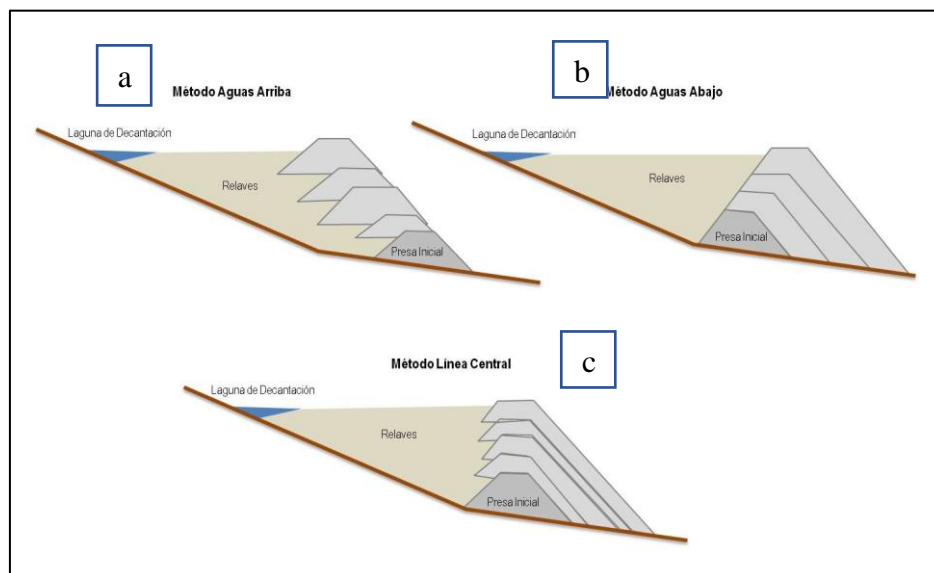 a
Método Aguas Arriba
Laguna de Decantación
Relaves
Presa Inicial
b
Método Aguas Abajo
Laguna de Decantación
Relaves
Presa Inicial
c
Método Línea Central
Laguna de Decantación
Relaves
Presa Inicial